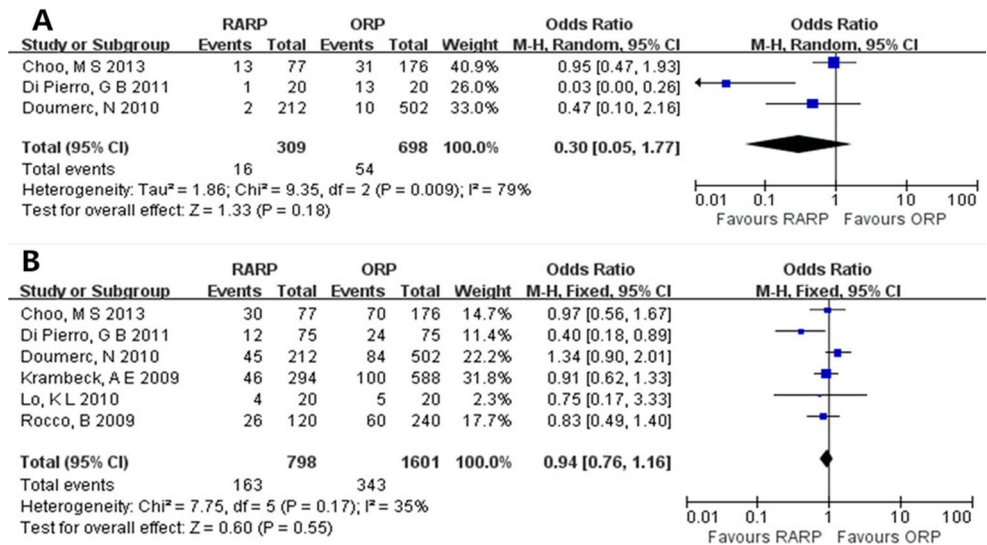 A
RARP ORP Odds Ratio Odds Ratio
Study or Subgroup Events Total Events Total Weight M-H, Random, 95% CI M-H, Random, 95% CI
Choo, M S 2013 13 77 31 176 40.9% 0.95 [0.47, 1.93]
Di Pierro, G B 2011 1 20 13 20 26.0% 0.03 [0.00, 0.26]
Doumerc, N 2010 2 212 10 502 33.0% 0.47 [0.10, 2.16]
Total (95% CI) 309 698 100.0% 0.30 [0.05, 1.77]
Total events 16 54
Heterogeneity: Tau² = 1.86; Chi² = 9.35, df = 2 (P = 0.009); I² = 79%
Test for overall effect: Z = 1.33 (P = 0.18)
0.01 0.1 1 10 100
Favours RARP Favours ORP
B
RARP ORP Odds Ratio Odds Ratio
Study or Subgroup Events Total Events Total Weight M-H, Fixed, 95% CI M-H, Fixed, 95% CI
Choo, M S 2013 30 77 70 176 14.7% 0.97 [0.56, 1.67]
Di Pierro, G B 2011 12 75 24 75 11.4% 0.40 [0.18, 0.89]
Doumerc, N 2010 45 212 84 502 22.2% 1.34 [0.90, 2.01]
Krambeck, A E 2009 46 294 100 588 31.8% 0.91 [0.62, 1.33]
Lo, K L 2010 4 20 5 20 2.3% 0.75 [0.17, 3.33]
Rocco, B 2009 26 120 60 240 17.7% 0.83 [0.49, 1.40]
Total (95% CI) 798 1601 100.0% 0.94 [0.76, 1.16]
Total events 163 343
Heterogeneity: Chi² = 7.75, df = 5 (P = 0.17); I² = 35%
Test for overall effect: Z = 0.60 (P = 0.55)
0.01 0.1 1 10 100
Favours RARP Favours ORP